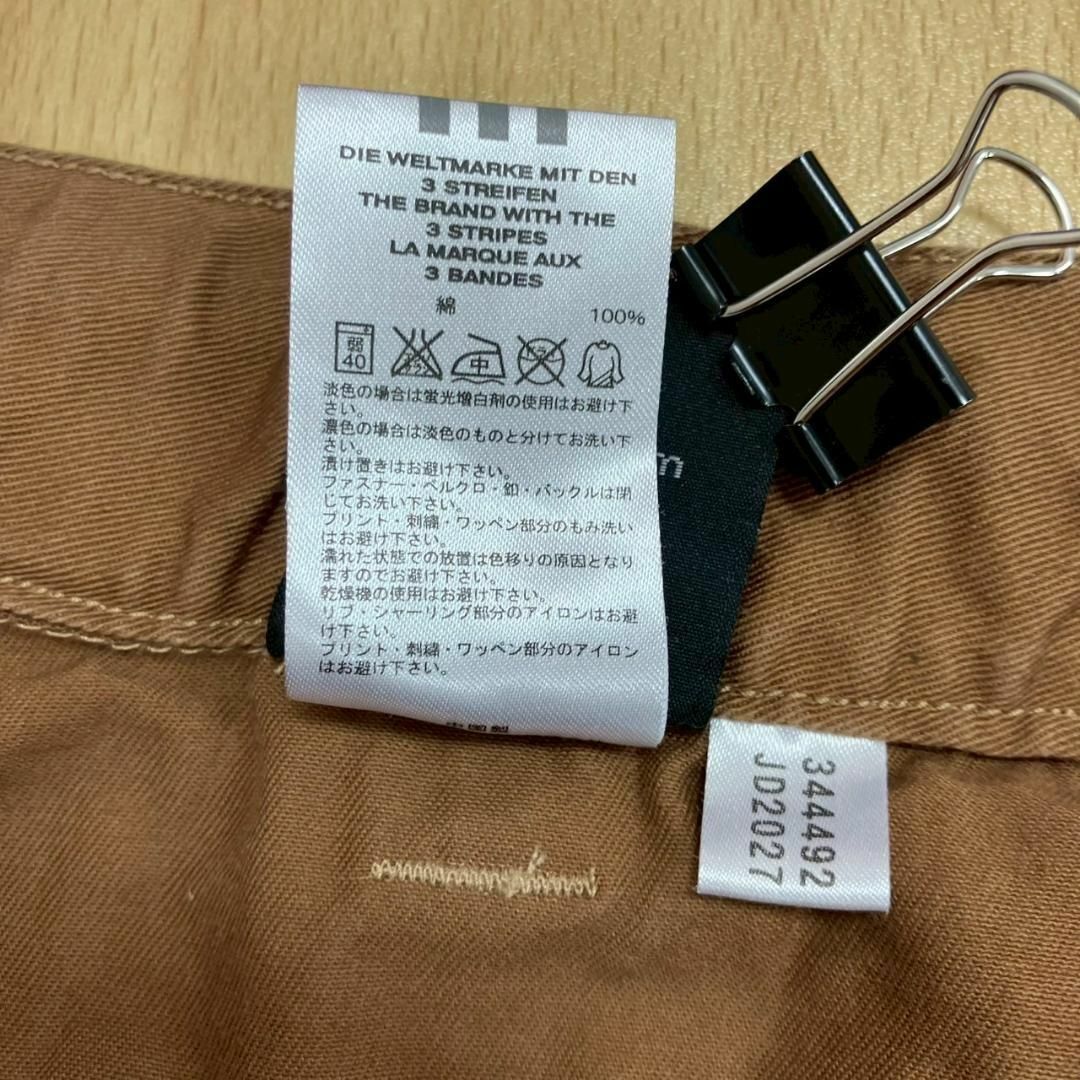 DIE WELTMARKE MIT DEN
3 STREIFEN
THE BRAND WITH THE
3 STRIPES
LA MARQUE AUX
3 BANDES
綿 100%
弱
40
中
淡色の場合は蛍光増白剤の使用はお避け下
さい。
濃色の場合は淡色のものと分けてお洗い下
さい。
漬け置きはお避け下さい。
ファスナー・ベルクロ・釦・バックルは閉
じてお洗い下さい。
プリント・刺繍・ワッペン部分のもみ洗い
はお避け下さい。
濡れた状態での放置は色移りの原因となり
ますのでお避け下さい。
乾燥機の使用はお避け下さい。
リブ・シャーリング部分のアイロンはお避
け下さい。
プリント・刺繍・ワッペン部分のアイロン
はお避け下さい。
344492
JD2027